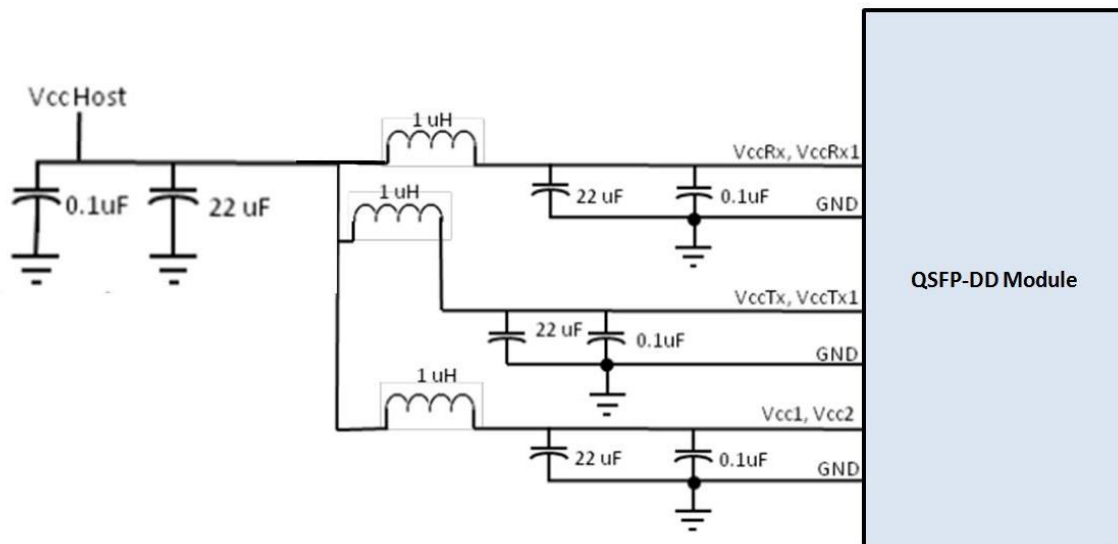 VccHost
0.1uF
22 uF
1 uH
VccRx, VccRx1
22 uF
0.1uF
GND
1 uH
VccTx, VccTx1
22 uF
0.1uF
GND
1 uH
Vcc1, Vcc2
22 uF
0.1uF
GND
QSFP-DD Module